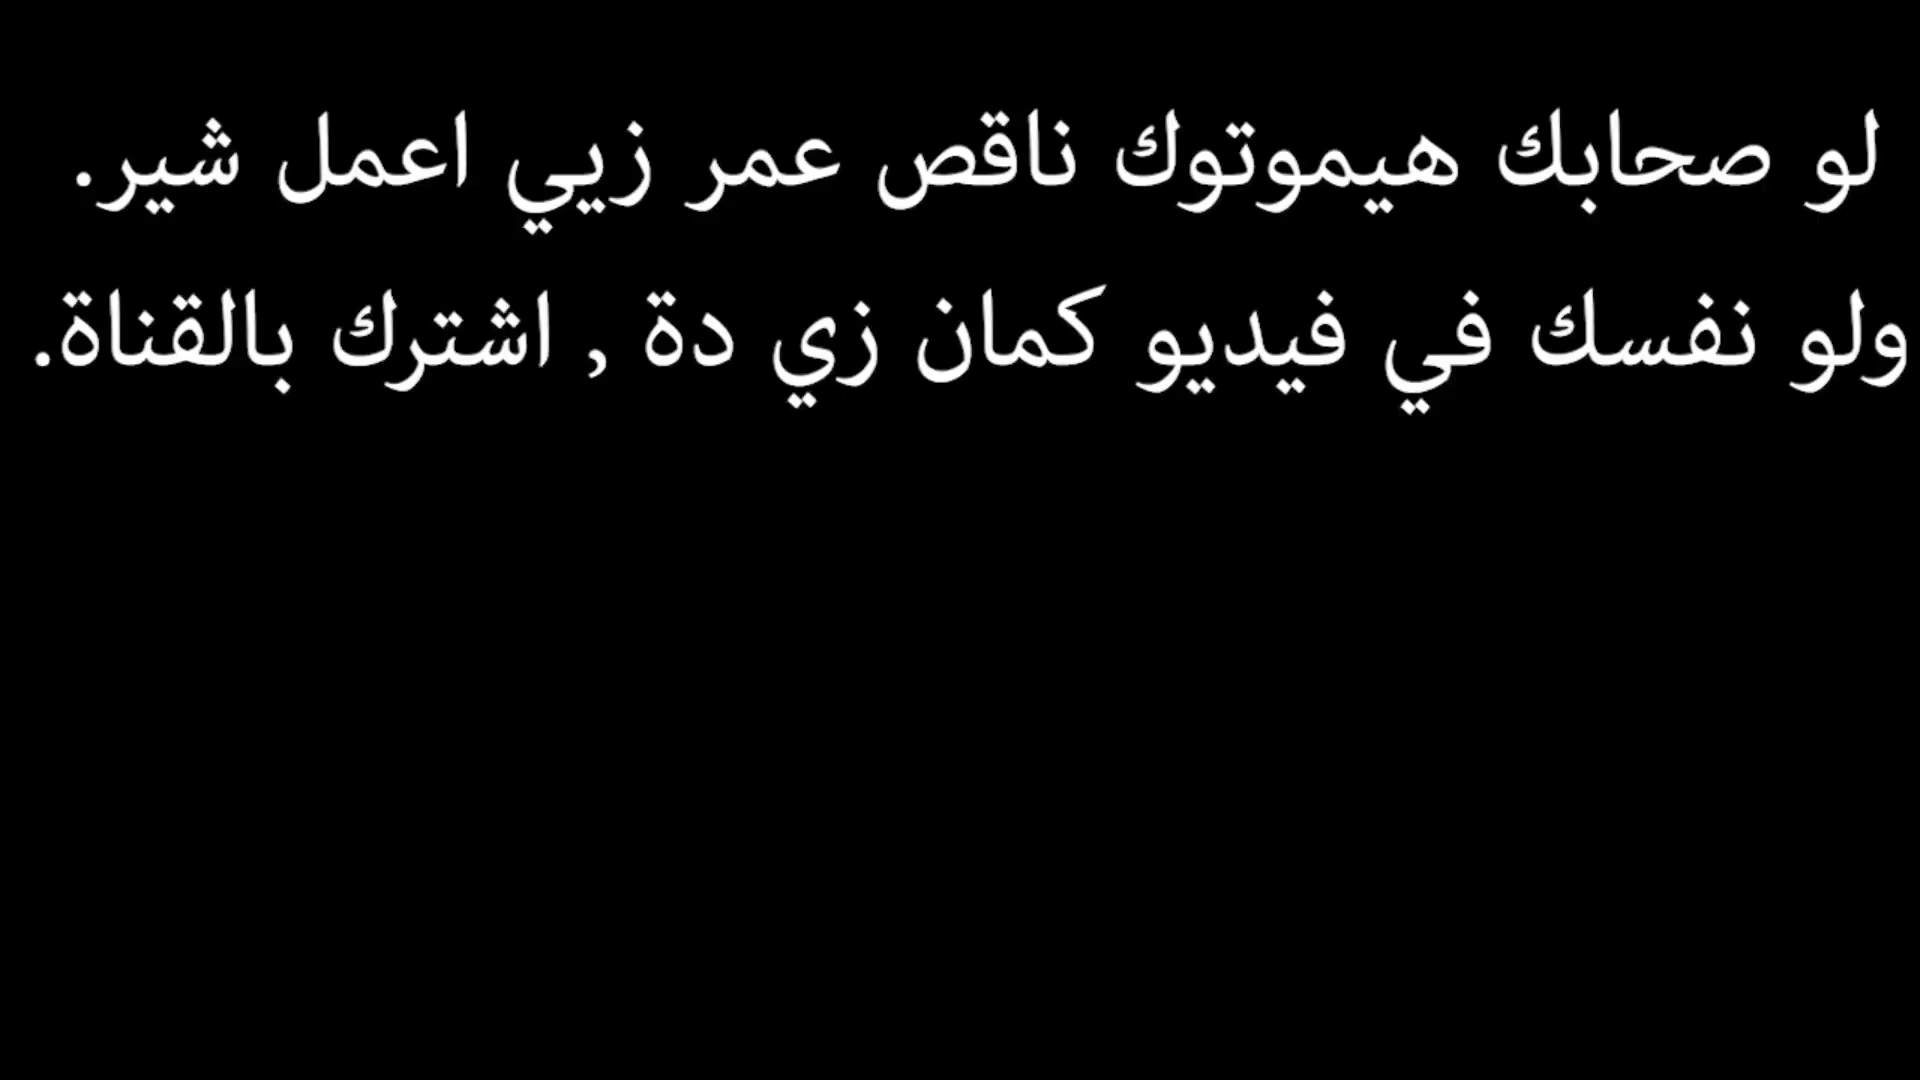 لو صحابك هيموتوك ناقص عمر زيي اعمل شير.
ولو نفسك في فيديو كمان زي دة , اشترك بالقناة.